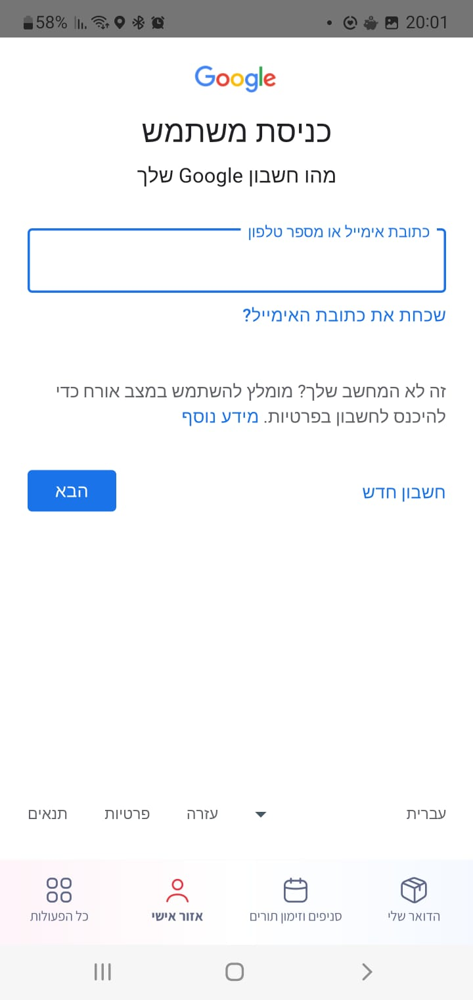 58% 20:01
Google
כניסת משתמש
מהו חשבון Google שלך
כתובת אימייל או מספר טלפון
שכחת את כתובת האימייל?
זה לא המחשב שלך? מומלץ להשתמש במצב אורח כדי
להיכנס לחשבון בפרטיות. מידע נוסף
חשבון חדש
הבא
עברית עזרה פרטיות תנאים
הדואר שלי סניפים וזימון תורים אזור אישי כל הפעולות